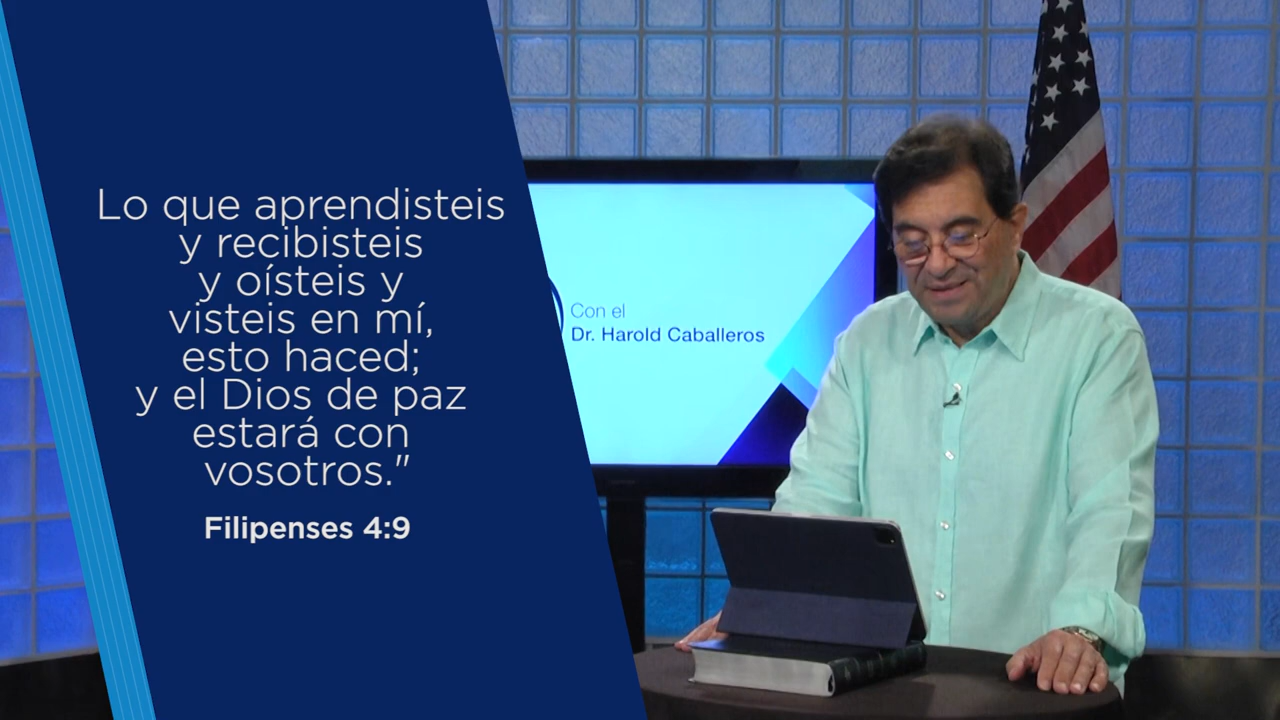 Lo que aprendisteis
y recibisteis
y oísteis y
visteis en mí,
esto haced;
y el Dios de paz
estará con
vosotros."
Filipenses 4:9
Con el
Dr. Harold Caballeros